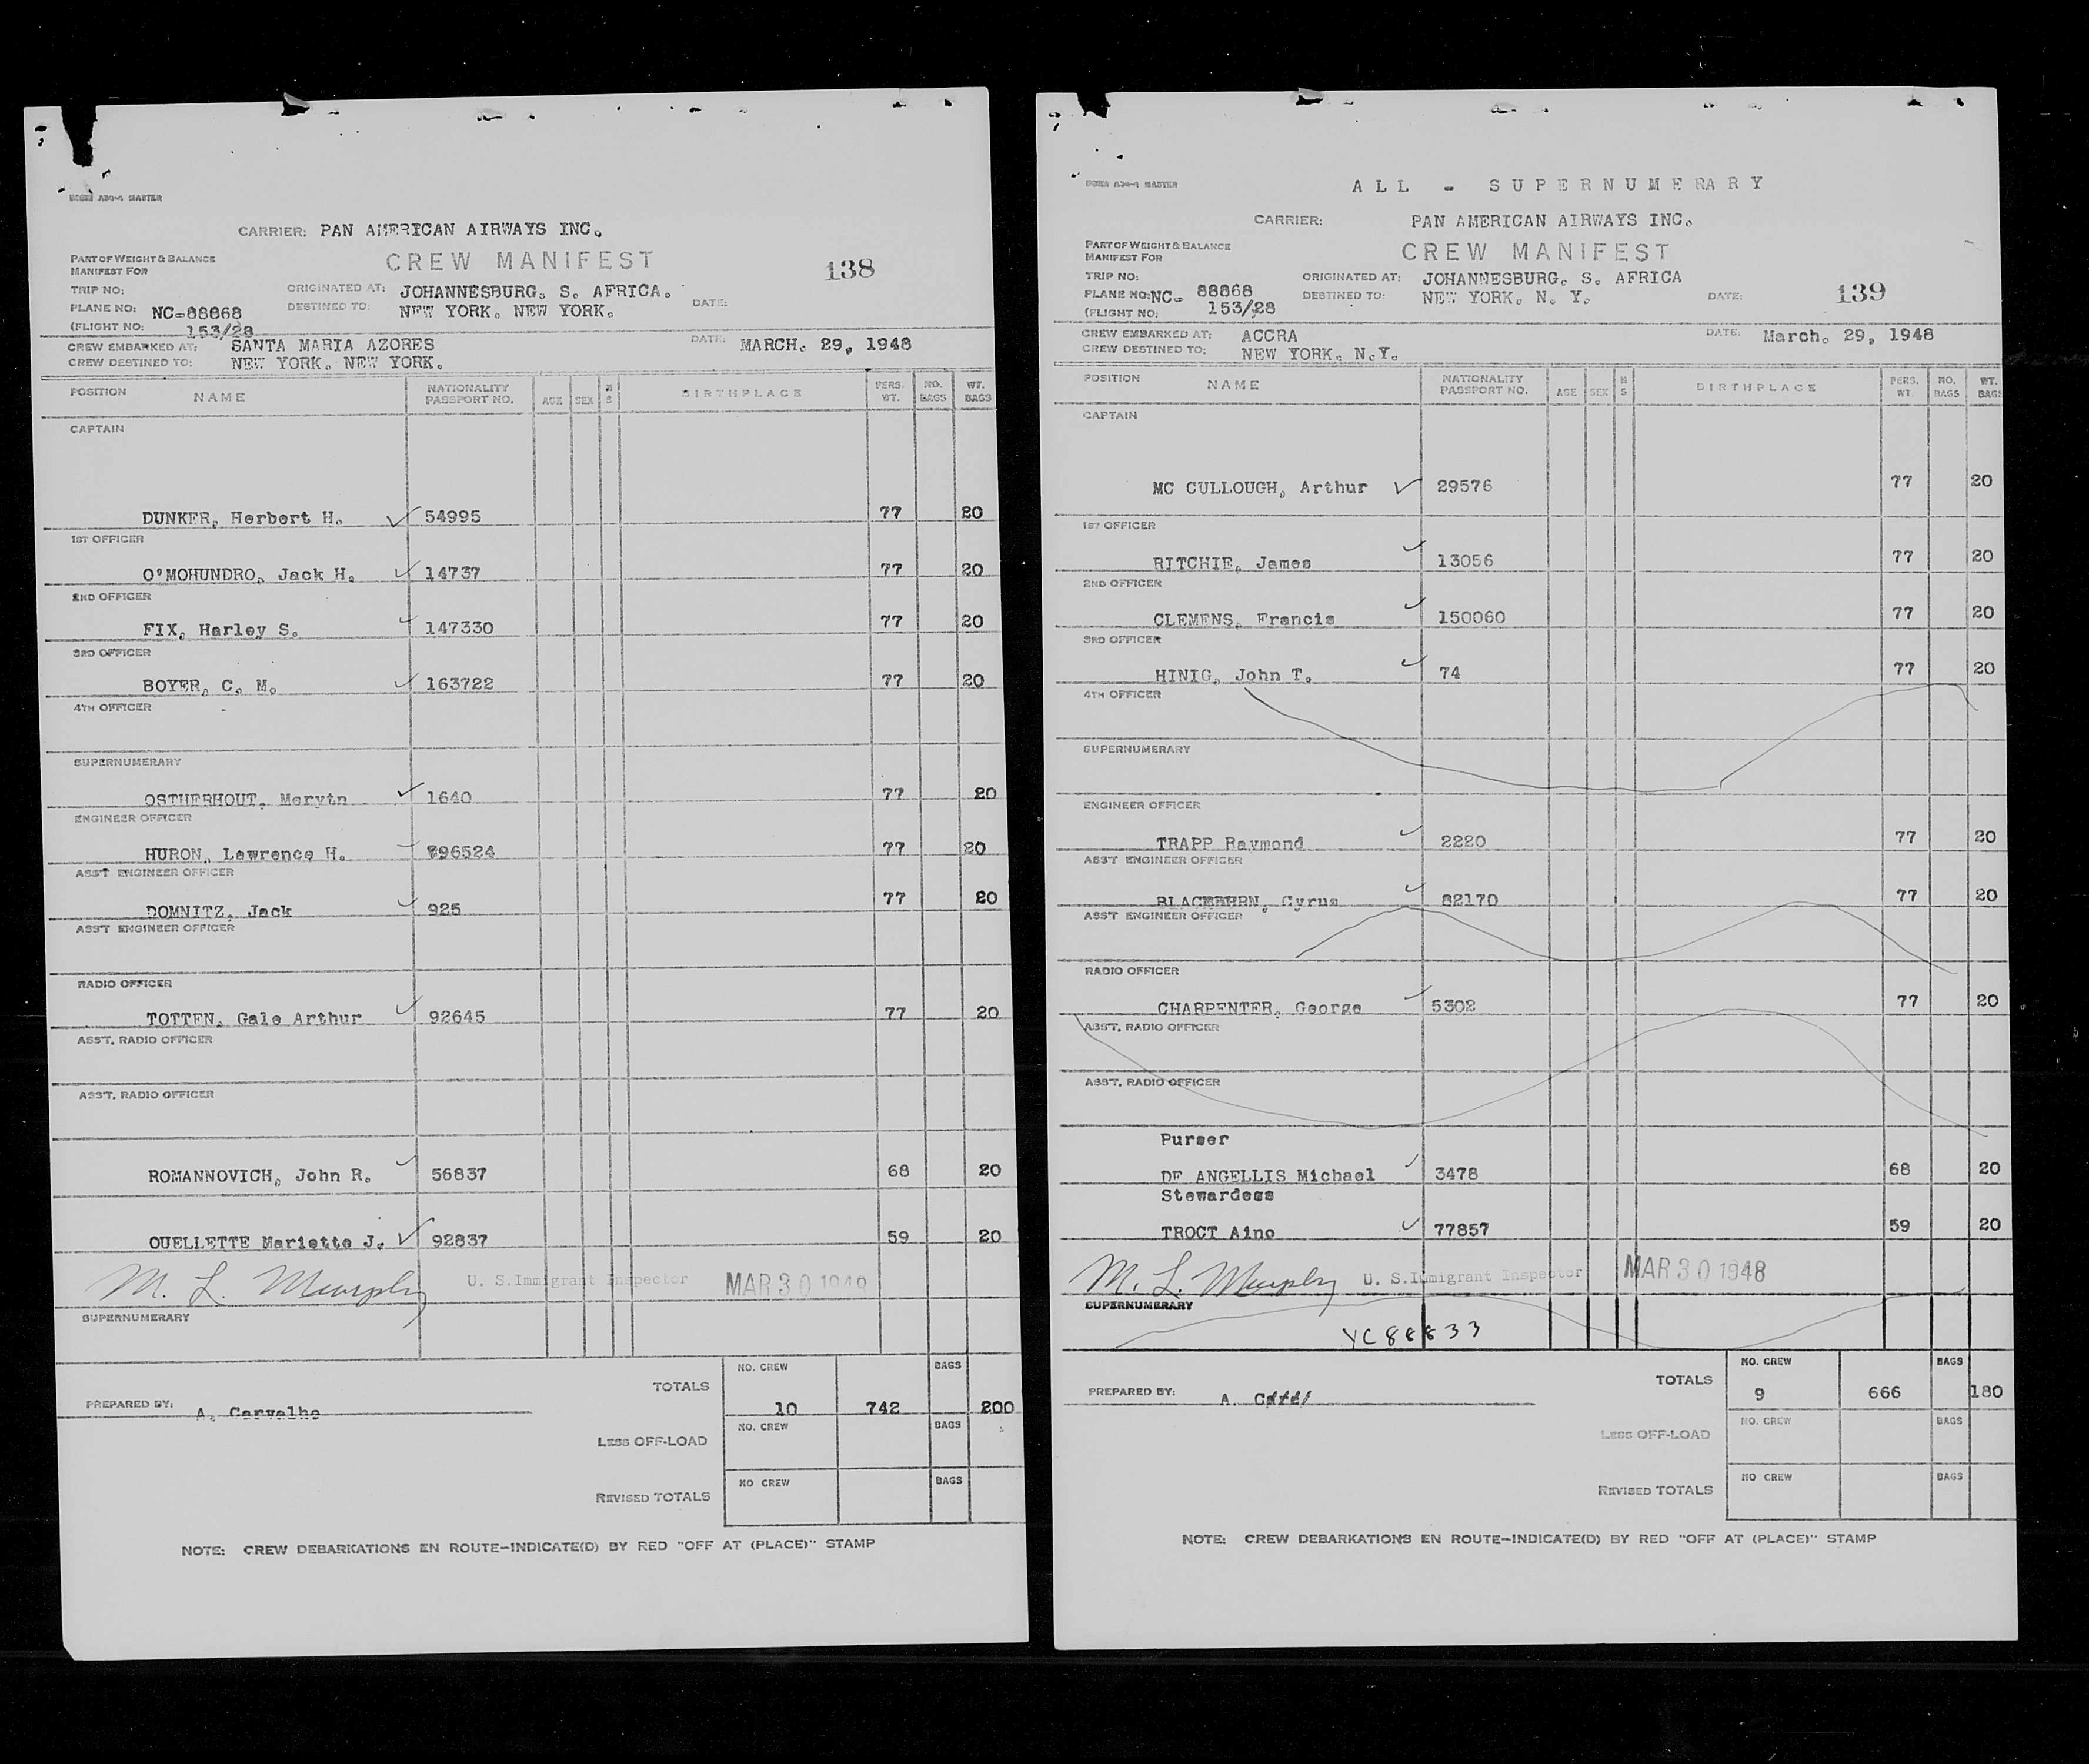 FORM ADG-4 MASTER
CARRIER: PAN AMERICAN AIRWAYS INC.
PART OF WEIGHT & BALANCE
MANIFEST FOR
CREW MANIFEST
138
TRIP NO:
ORIGINATED AT: JOHANNESBURG. S. AFRICA.
PLANE NO: NC-88868
DESTINED TO: NEW YORK. NEW YORK.
DATE:
(FLIGHT NO: 153/28
CREW EMBARKED AT: SANTA MARIA AZORES
DATE: MARCH. 29, 1948
CREW DESTINED TO: NEW YORK. NEW YORK.
POSITION NAME NATIONALITY PASSPORT NO. AGE SEX M S BIRTHPLACE PERS. WT. NO. BAGS WT. BAGS
CAPTAIN
DUNKER, Herbert H. ✓ 54995 77 20
1ST OFFICER
O'MOHUNDRO, Jack H. ✓ 14737 77 20
2ND OFFICER
FIX, Harley S. ✓ 147330 77 20
3RD OFFICER
BOYER, C. M. ✓ 163722 77 20
4TH OFFICER
SUPERNUMERARY
OSTHERHOUT, Merytn ✓ 1640 77 20
ENGINEER OFFICER
HURON, Lawrence H. ✓ 796524 77 20
ASS'T ENGINEER OFFICER
DOMNITZ, Jack ✓ 925 77 20
ASS'T ENGINEER OFFICER
RADIO OFFICER
TOTTEN, Gale Arthur ✓ 92645 77 20
ASS'T. RADIO OFFICER
ASS'T. RADIO OFFICER
ROMANNOVICH, John R. ✓ 56837 68 20
OUELLETTE Mariette J. ✓ 92837 59 20
M. L. Murphy U. S. Immigrant Inspector MAR 30 1948
SUPERNUMERARY
TOTALS NO. CREW 10 742 BAGS 200
PREPARED BY: A. Carvalho
LESS OFF-LOAD NO. CREW BAGS
REVISED TOTALS NO CREW BAGS
NOTE: CREW DEBARKATIONS EN ROUTE-INDICATE(D) BY RED "OFF AT (PLACE)" STAMP
FORM ADG-4 MASTER
ALL - SUPERNUMERARY
CARRIER: PAN AMERICAN AIRWAYS INC.
PART OF WEIGHT & BALANCE
MANIFEST FOR
CREW MANIFEST
TRIP NO:
ORIGINATED AT: JOHANNESBURG. S. AFRICA
PLANE NO: NC- 88868
DESTINED TO: NEW YORK. N. Y.
DATE: 139
(FLIGHT NO: 153/28
CREW EMBARKED AT: ACCRA
DATE: March. 29, 1948
CREW DESTINED TO: NEW YORK. N.Y.
POSITION NAME NATIONALITY PASSPORT NO. AGE SEX M S BIRTHPLACE PERS. WT. NO. BAGS WT. BAGS
CAPTAIN
MC CULLOUGH, Arthur ✓ 29576 77 20
1ST OFFICER
RITCHIE, James ✓ 13056 77 20
2ND OFFICER
CLEMENS, Francis ✓ 150060 77 20
3RD OFFICER
HINIG, John T. ✓ 74 77 20
4TH OFFICER
SUPERNUMERARY
ENGINEER OFFICER
TRAPP Raymond ✓ 2220 77 20
ASS'T ENGINEER OFFICER
BLACKBERN, Cyrus ✓ 82170 77 20
ASS'T ENGINEER OFFICER
RADIO OFFICER
CHARPENTER, George ✓ 5302 77 20
ASS'T. RADIO OFFICER
ASS'T. RADIO OFFICER
Purser
DE ANGELLIS Michael ✓ 3478 68 20
Stewardess
TROCT Aino ✓ 77857 59 20
M. L. Murphy U. S. Immigrant Inspector MAR 30 1948
SUPERNUMERARY
YC88833
TOTALS NO. CREW 9 666 BAGS 180
PREPARED BY: A.
LESS OFF-LOAD NO. CREW BAGS
REVISED TOTALS NO CREW BAGS
NOTE: CREW DEBARKATIONS EN ROUTE-INDICATE(D) BY RED "OFF AT (PLACE)" STAMP